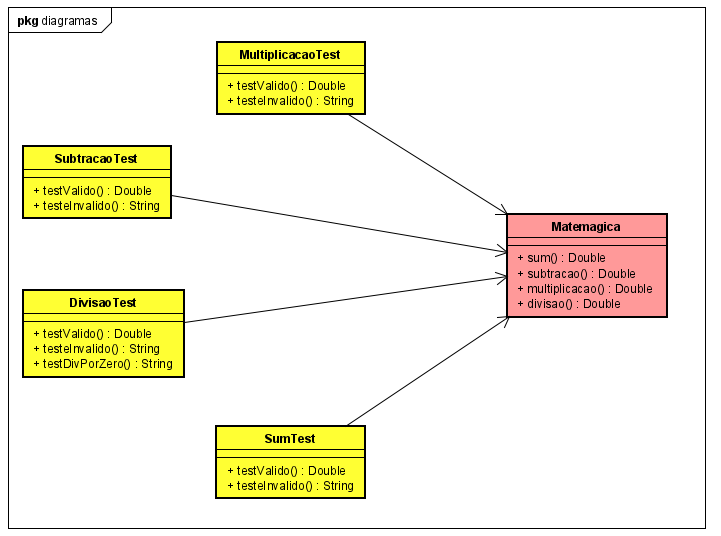 pkg diagramas
MultiplicacaoTest
+ testValido() : Double
+ testeInvalido() : String
SubtracaoTest
+ testValido() : Double
+ testeInvalido() : String
Matemagica
+ sum() : Double
+ subtracao() : Double
+ multiplicacao() : Double
+ divisao() : Double
DivisaoTest
+ testValido() : Double
+ testeInvalido() : String
+ testDivPorZero() : String
SumTest
+ testValido() : Double
+ testeInvalido() : String